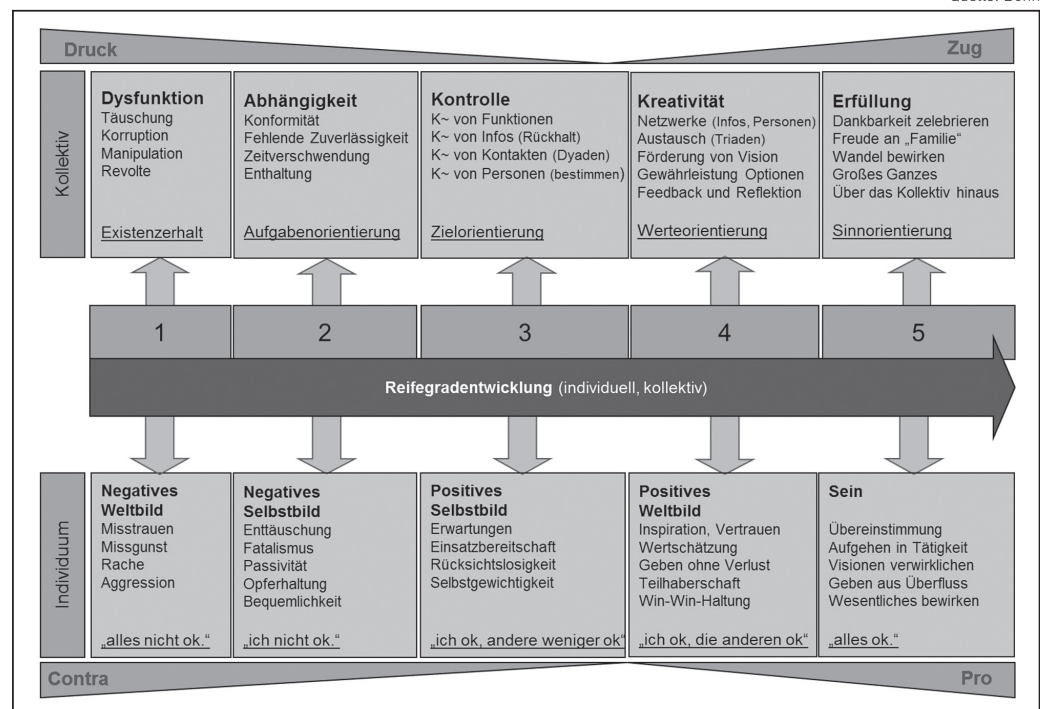 Druck
Zug
Kollektiv
Dysfunktion
Täuschung
Korruption
Manipulation
Revolte
Existenzerhalt
Abhängigkeit
Konformität
Fehlende Zuverlässigkeit
Zeitverschwendung
Enthaltung
Aufgabenorientierung
Kontrolle
K~ von Funktionen
K~ von Infos (Rückhalt)
K~ von Kontakten (Dyaden)
K~ von Personen (bestimmen)
Zielorientierung
Kreativität
Netzwerke (Infos, Personen)
Austausch (Triaden)
Förderung von Vision
Gewährleistung Optionen
Feedback und Reflektion
Werteorientierung
Erfüllung
Dankbarkeit zelebrieren
Freude an „Familie“
Wandel bewirken
Großes Ganzes
Über das Kollektiv hinaus
Sinnorientierung
1
2
3
4
5
Reifegradentwicklung (individuell, kollektiv)
Individuum
Negatives
Weltbild
Misstrauen
Missgunst
Rache
Aggression
„alles nicht ok.“
Negatives
Selbstbild
Enttäuschung
Fatalismus
Passivität
Opferhaltung
Bequemlichkeit
„ich nicht ok.“
Positives
Selbstbild
Erwartungen
Einsatzbereitschaft
Rücksichtslosigkeit
Selbstgewichtigkeit
„ich ok, andere weniger ok“
Positives
Weltbild
Inspiration, Vertrauen
Wertschätzung
Geben ohne Verlust
Teilhaberschaft
Win-Win-Haltung
„ich ok, die anderen ok“
Sein
Übereinstimmung
Aufgehen in Tätigkeit
Visionen verwirklichen
Geben aus Überfluss
Wesentliches bewirken
„alles ok.“
Contra
Pro